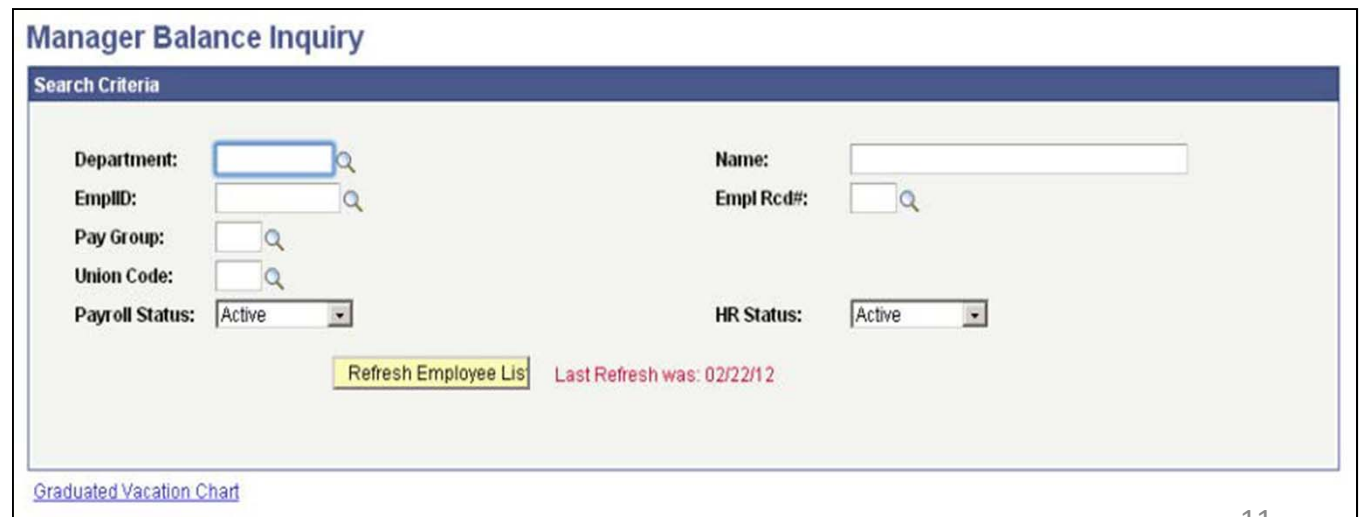 Manager Balance Inquiry
Search Criteria
Department: Name:
EmplID: Empl Rcd#:
Pay Group:
Union Code:
Payroll Status: Active HR Status: Active
Refresh Employee Lis Last Refresh was: 02/22/12
Graduated Vacation Chart
11